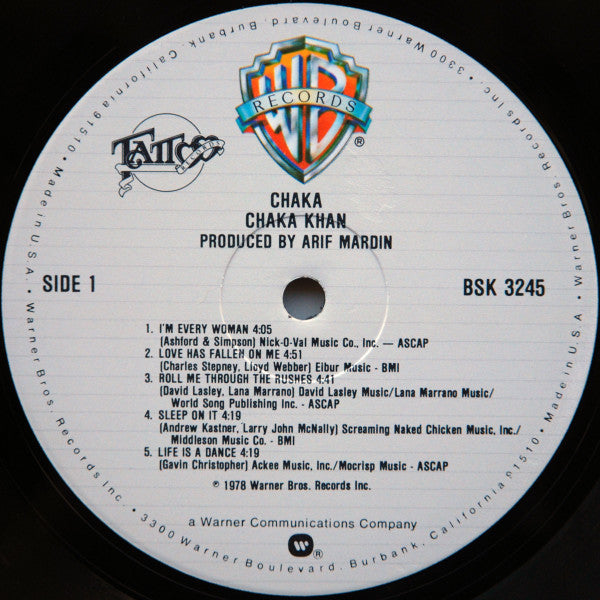 3300 Warner Boulevard, Burbank, California 91510 • Made in U.S.A. • Warner Bros. Records Inc. • 3300 Warner Boulevard, Burbank, California 91510 • Made in U.S.A. • Warner Bros. Records Inc. •
WB
RECORDS
®
TATTOO
RECORDS
CHAKA
CHAKA KHAN
PRODUCED BY ARIF MARDIN
SIDE 1
BSK 3245
1. I'M EVERY WOMAN 4:05
(Ashford & Simpson) Nick-O-Val Music Co., Inc. — ASCAP
2. LOVE HAS FALLEN ON ME 4:51
(Charles Stepney, Lloyd Webber) Eibur Music - BMI
3. ROLL ME THROUGH THE RUSHES 4:41
(David Lasley, Lana Marrano) David Lasley Music/Lana Marrano Music/
World Song Publishing Inc. - ASCAP
4. SLEEP ON IT 4:19
(Andrew Kastner, Larry John McNally) Screaming Naked Chicken Music, Inc./
Middleson Music Co. - BMI
5. LIFE IS A DANCE 4:19
(Gavin Christopher) Ackee Music, Inc./Mocrisp Music - ASCAP
℗ 1978 Warner Bros. Records Inc.
a Warner Communications Company
W ®